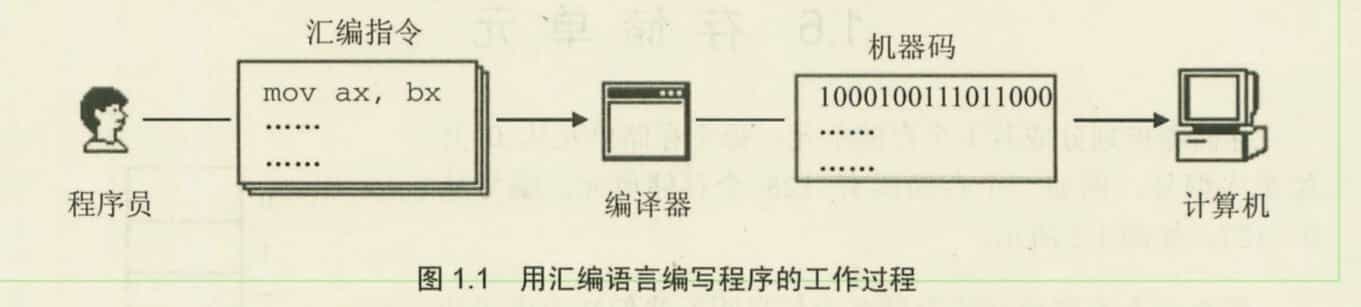 汇编指令
mov ax, bx
……
……
机器码
1000100111011000
……
……
程序员
编译器
计算机
图 1.1 用汇编语言编写程序的工作过程